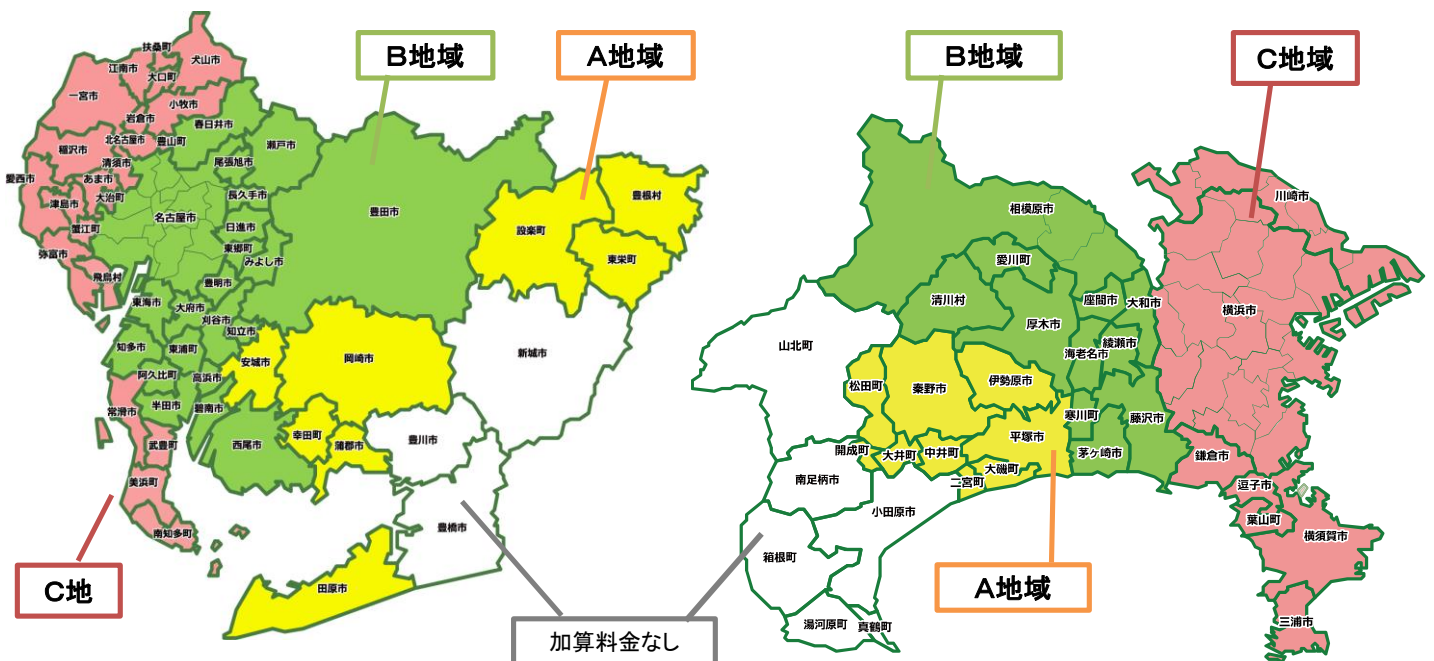 B地域
A地域
扶桑町
犬山市
江南市
大口町
一宮市
小牧市
岩倉市
春日井市
稲沢市
北名古屋市
豊山町
瀬戸市
清須市
尾張旭市
愛西市
あま市
津島市
大治町
長久手市
名古屋市
豊田市
豊根村
蟹江町
日進市
設楽町
弥富市
東郷町
東栄町
みよし市
飛島村
豊明市
東海市
大府市
刈谷市
知立市
知多市
東浦町
安城市
岡崎市
新城市
阿久比町
高浜市
常滑市
半田市
碧南市
武豊町
西尾市
幸田町
蒲郡市
豊川市
美浜町
南知多町
豊橋市
田原市
C地
加算料金なし
B地域
C地域
川崎市
相模原市
愛川町
清川村
座間市
大和市
厚木市
横浜市
山北町
海老名市
綾瀬市
松田町
秦野市
伊勢原市
寒川町
藤沢市
平塚市
開成町
大井町
中井町
茅ヶ崎市
鎌倉市
大磯町
南足柄市
二宮町
逗子市
小田原市
葉山町
横須賀市
箱根町
A地域
湯河原町
真鶴町
三浦市